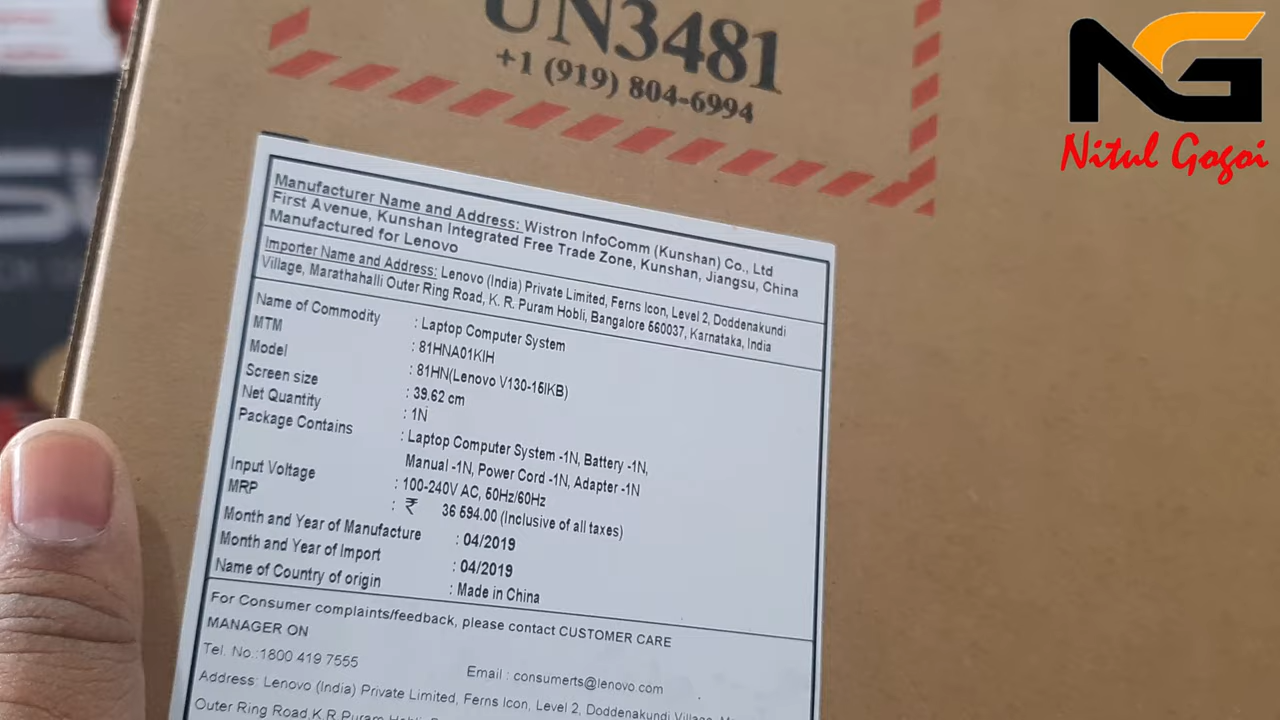 UN3481
+1 (919) 804-6994
NG
Nitul Gogoi
Manufacturer Name and Address: Wistron InfoComm (Kunshan) Co., Ltd
First Avenue, Kunshan Integrated Free Trade Zone, Kunshan, Jiangsu, China
Manufactured for Lenovo
Importer Name and Address: Lenovo (India) Private Limited, Ferns Icon, Level 2, Doddenakundi
Village, Marathahalli Outer Ring Road, K. R. Puram Hobli, Bangalore 560037, Karnataka, India
Name of Commodity : Laptop Computer System
MTM : 81HNA01KIH
Model : 81HN(Lenovo V130-15IKB)
Screen size : 39.62 cm
Net Quantity : 1N
Package Contains : Laptop Computer System -1N, Battery -1N,
Manual -1N, Power Cord -1N, Adapter -1N
Input Voltage : 100-240V AC, 50Hz/60Hz
MRP : ₹ 36 594.00 (Inclusive of all taxes)
Month and Year of Manufacture : 04/2019
Month and Year of Import : 04/2019
Name of Country of origin : Made in China
For Consumer complaints/feedback, please contact CUSTOMER CARE
MANAGER ON
Tel. No.:1800 419 7555 Email : consumerts@lenovo.com
Address: Lenovo (India) Private Limited, Ferns Icon, Level 2, Doddenakundi Village,
Outer Ring Road,K.R.Puram Hobli,